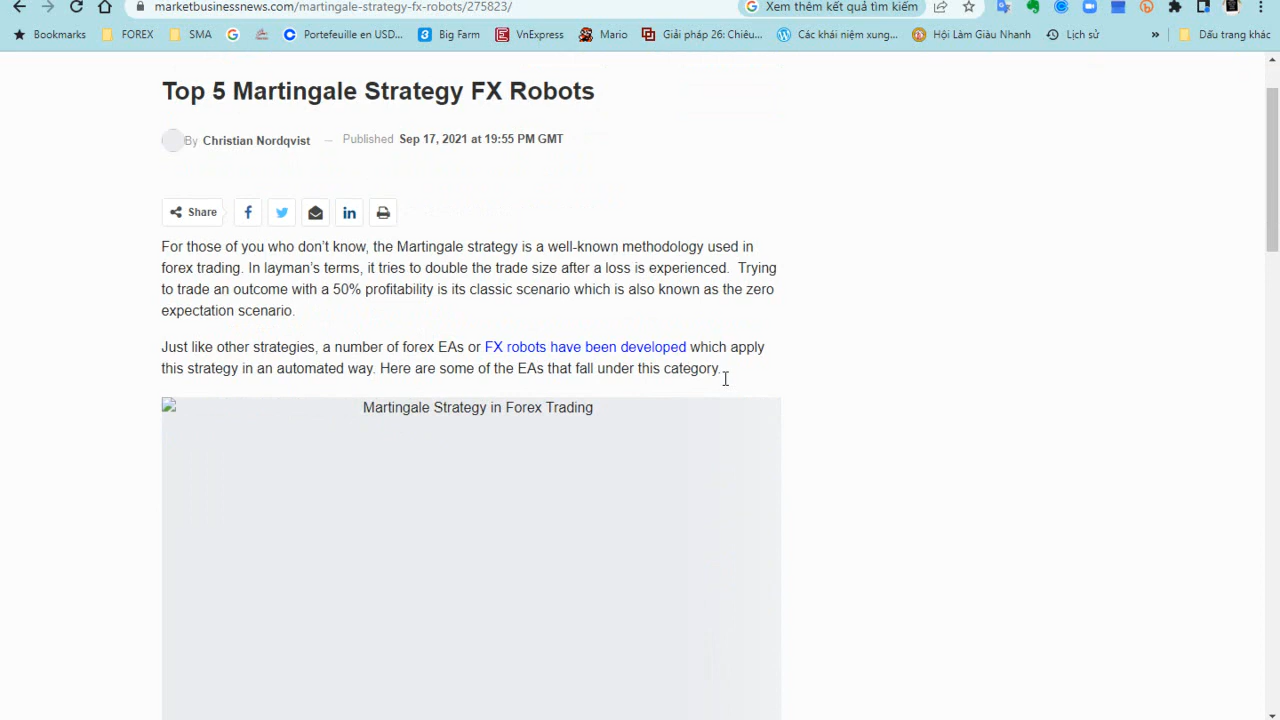 marketbusinessnews.com/martingale-strategy-fx-robots/275823/ Xem thêm kết quả tìm kiếm
Bookmarks FOREX SMA Portefeuille en USD... Big Farm VnExpress Mario Giải pháp 26: Chiêu... Các khái niệm xung... Hội Làm Giàu Nhanh Lịch sử » Dấu trang khác
Top 5 Martingale Strategy FX Robots
By Christian Nordqvist — Published Sep 17, 2021 at 19:55 PM GMT
Share
For those of you who don’t know, the Martingale strategy is a well-known methodology used in
forex trading. In layman’s terms, it tries to double the trade size after a loss is experienced.  Trying
to trade an outcome with a 50% profitability is its classic scenario which is also known as the zero
expectation scenario.
Just like other strategies, a number of forex EAs or FX robots have been developed which apply
this strategy in an automated way. Here are some of the EAs that fall under this category.
Martingale Strategy in Forex Trading